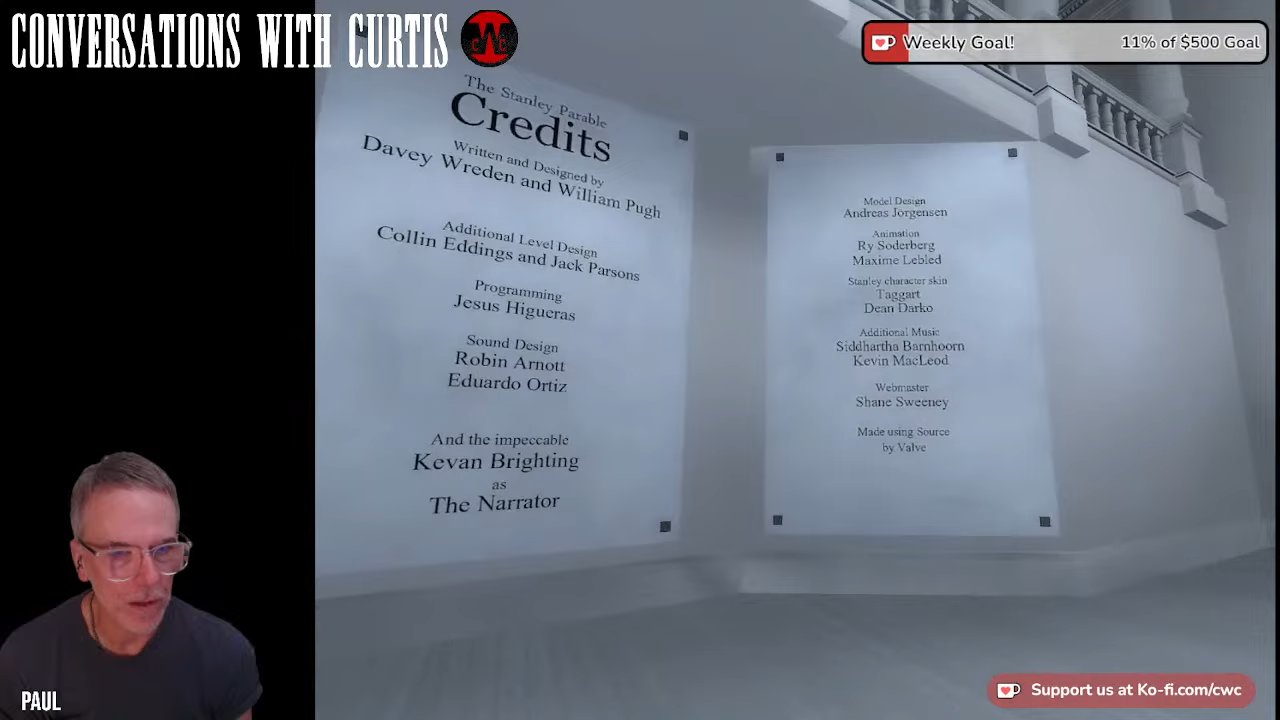 CONVERSATIONS WITH CURTIS
CWC
Weekly Goal!
11% of $500 Goal
The Stanley Parable
Credits
Written and Designed by
Davey Wreden and William Pugh
Additional Level Design
Collin Eddings and Jack Parsons
Programming
Jesus Higueras
Sound Design
Robin Arnott
Eduardo Ortiz
And the impeccable
Kevan Brighting
as
The Narrator
Model Design
Andreas Jorgensen
Animation
Ry Soderberg
Maxime Lebled
Stanley character skin
Taggart
Dean Darko
Additional Music
Siddhartha Barnhoorn
Kevin MacLeod
Webmaster
Shane Sweeney
Made using Source
by Valve
PAUL
Support us at Ko-fi.com/cwc